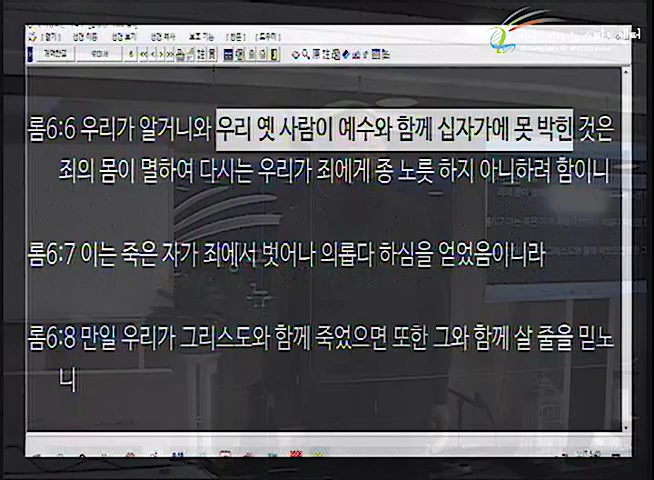 롬6:6 우리가 알거니와 우리 옛 사람이 예수와 함께 십자가에 못 박힌 것은
죄의 몸이 멸하여 다시는 우리가 죄에게 종 노릇 하지 아니하려 함이니
롬6:7 이는 죽은 자가 죄에서 벗어나 의롭다 하심을 얻었음이니라
롬6:8 만일 우리가 그리스도와 함께 죽었으면 또한 그와 함께 살 줄을 믿노
니